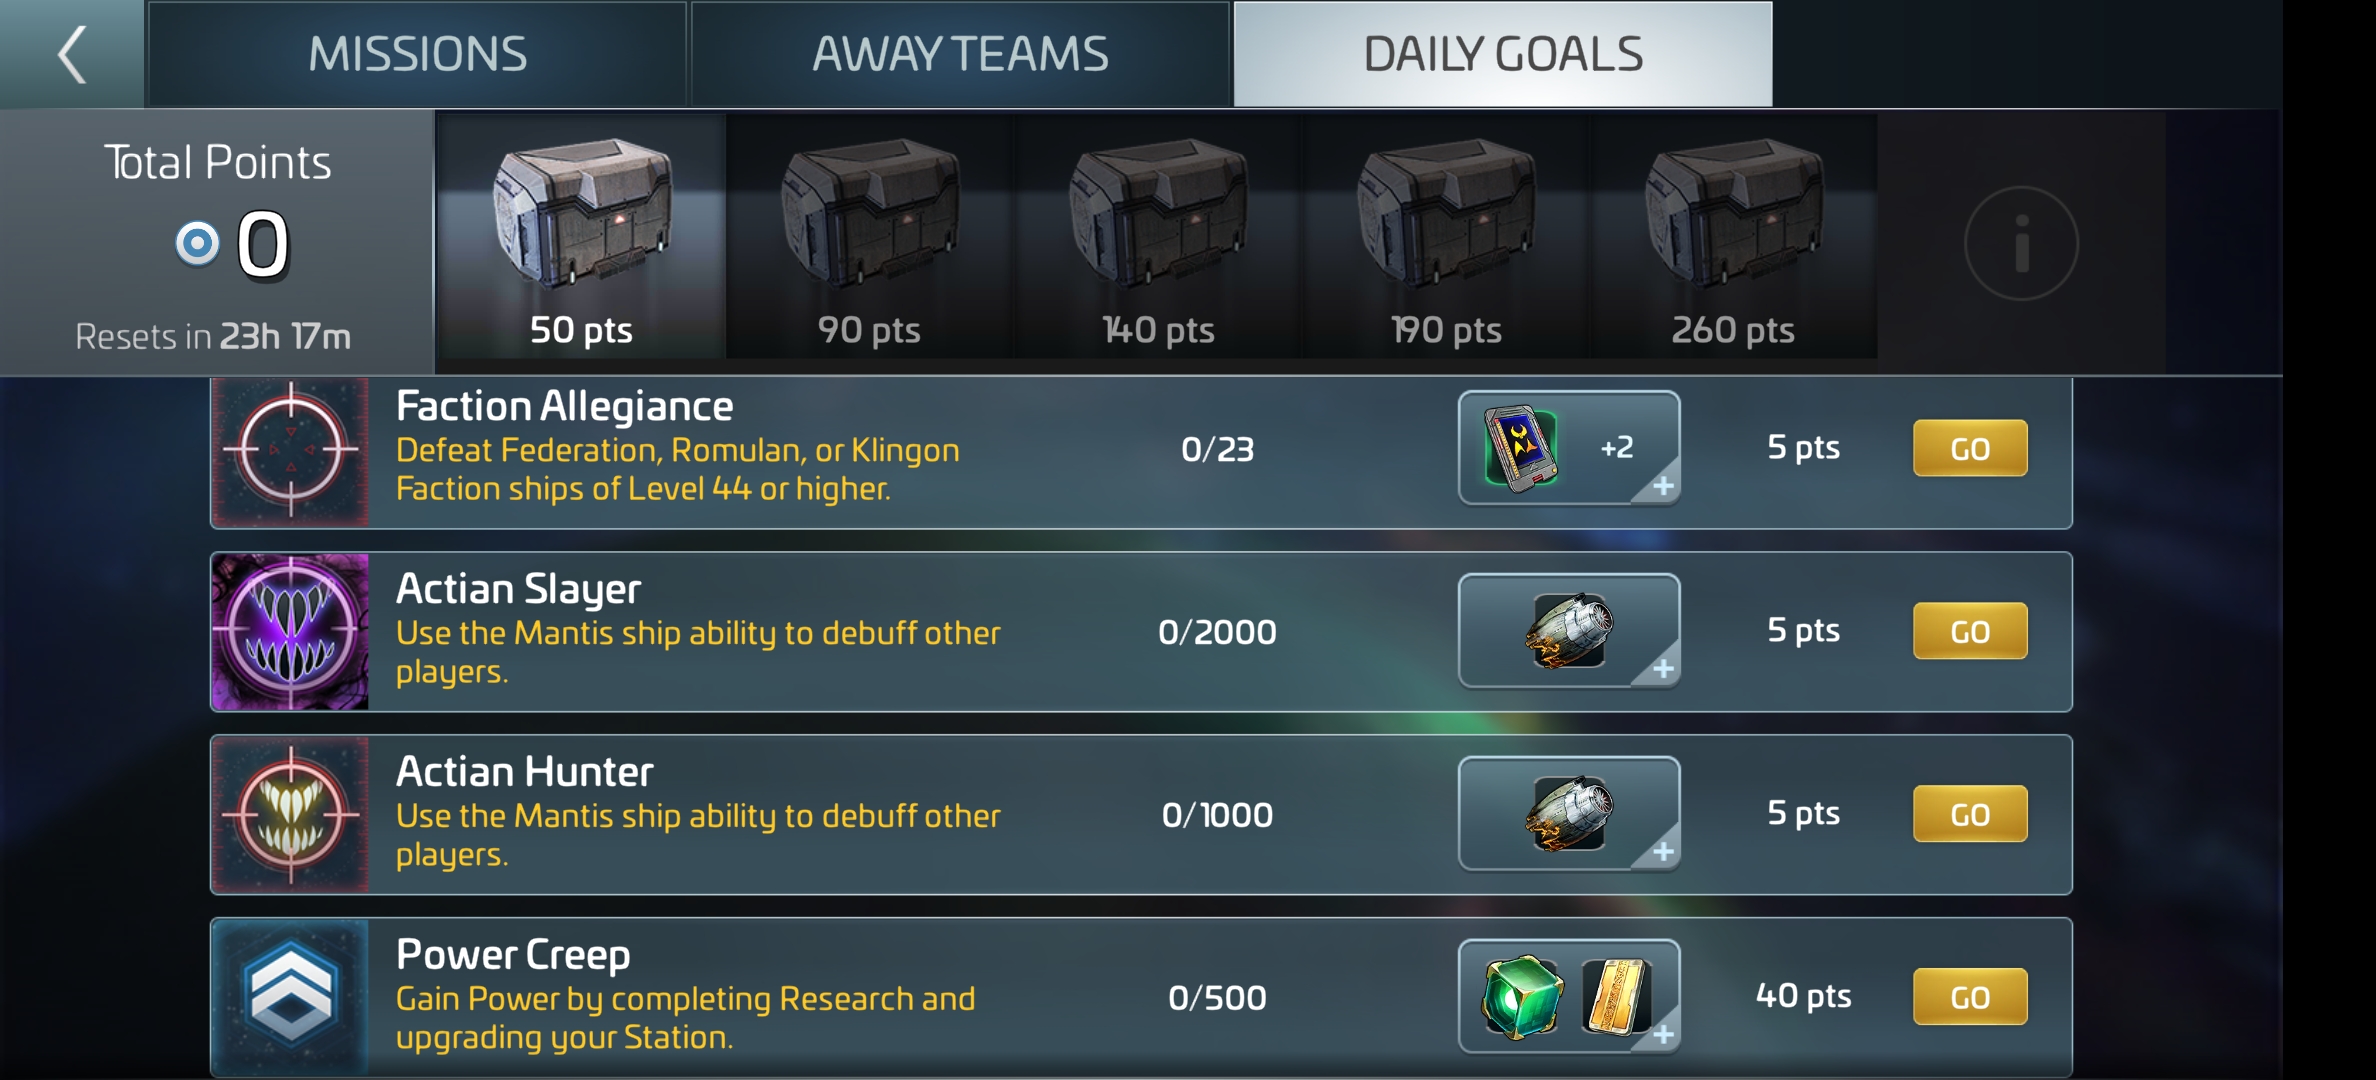 MISSIONS
AWAY TEAMS
DAILY GOALS
Total Points
0
Resets in 23h 17m
50 pts
90 pts
140 pts
190 pts
260 pts
Faction Allegiance
Defeat Federation, Romulan, or Klingon
Faction ships of Level 44 or higher.
0/23
+2
5 pts
GO
Actian Slayer
Use the Mantis ship ability to debuff other
players.
0/2000
5 pts
GO
Actian Hunter
Use the Mantis ship ability to debuff other
players.
0/1000
5 pts
GO
Power Creep
Gain Power by completing Research and
upgrading your Station.
0/500
40 pts
GO